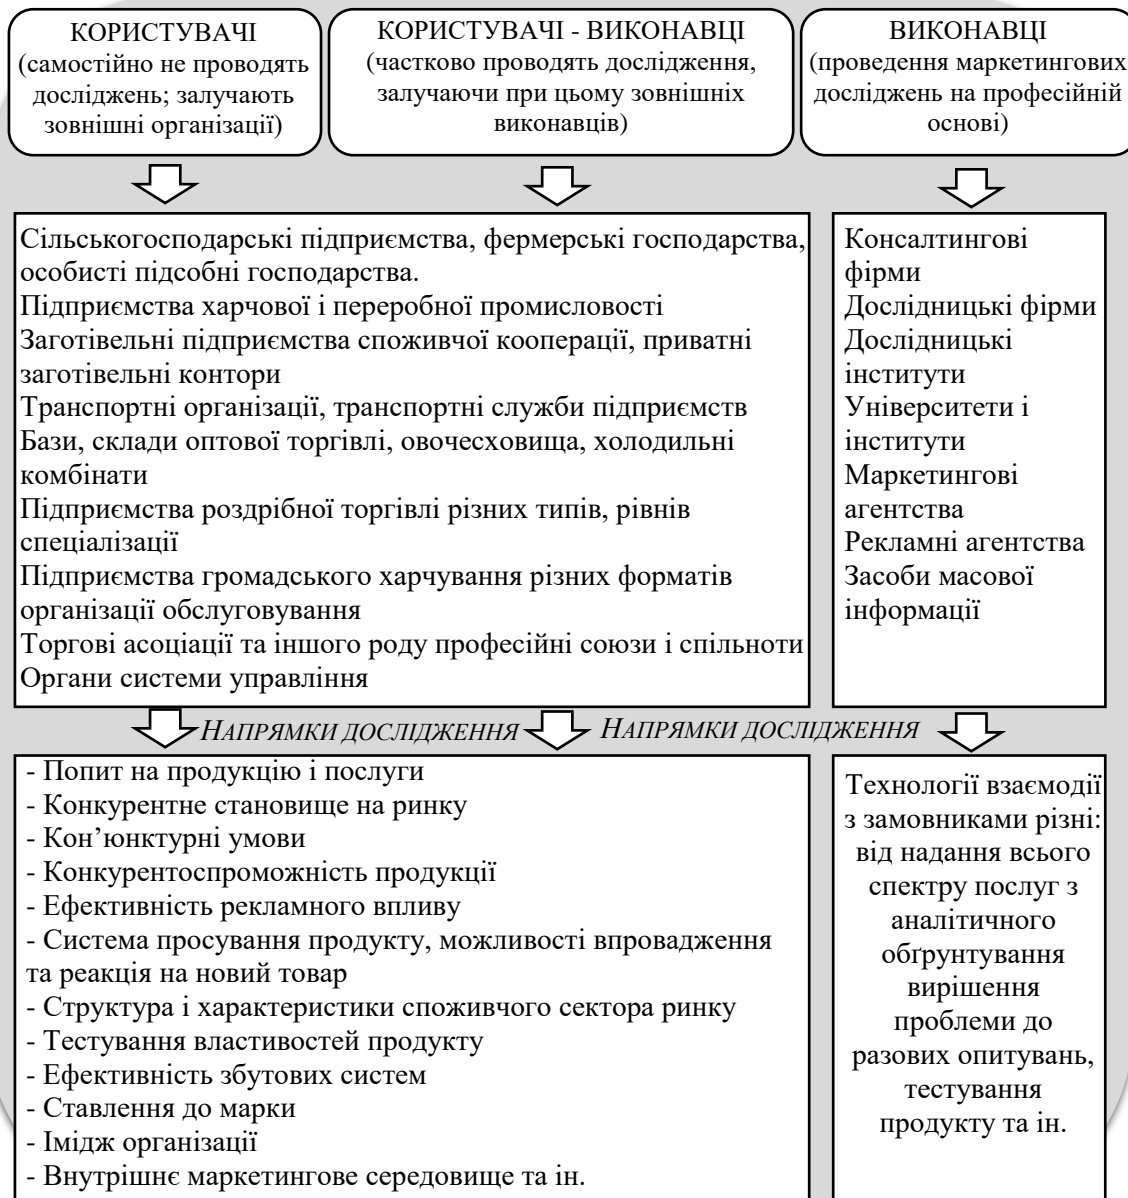 КОРИСТУВАЧІ
(самостійно не проводять
досліджень; залучають
зовнішні організації)
КОРИСТУВАЧІ - ВИКОНАВЦІ
(частково проводять дослідження,
залучаючи при цьому зовнішніх
виконавців)
ВИКОНАВЦІ
(проведення маркетингових
досліджень на професійній
основі)
Сільськогосподарські підприємства, фермерські господарства,
особисті підсобні господарства.
Підприємства харчової і переробної промисловості
Заготівельні підприємства споживчої кооперації, приватні
заготівельні контори
Транспортні організації, транспортні служби підприємств
Бази, склади оптової торгівлі, овочесховища, холодильні
комбінати
Підприємства роздрібної торгівлі різних типів, рівнів
спеціалізації
Підприємства громадського харчування різних форматів
організації обслуговування
Торгові асоціації та іншого роду професійні союзи і спільноти
Органи системи управління
Консалтингові
фірми
Дослідницькі фірми
Дослідницькі
інститути
Університети і
інститути
Маркетингові
агентства
Рекламні агентства
Засоби масової
інформації
НАПРЯМКИ ДОСЛІДЖЕННЯ
НАПРЯМКИ ДОСЛІДЖЕННЯ
- Попит на продукцію і послуги
- Конкурентне становище на ринку
- Кон’юнктурні умови
- Конкурентоспроможність продукції
- Ефективність рекламного впливу
- Система просування продукту, можливості впровадження
та реакція на новий товар
- Структура і характеристики споживчого сектора ринку
- Тестування властивостей продукту
- Ефективність збутових систем
- Ставлення до марки
- Імідж організації
- Внутрішнє маркетингове середовище та ін.
Технології взаємодії
з замовниками різні:
від надання всього
спектру послуг з
аналітичного
обґрунтування
вирішення
проблеми до
разових опитувань,
тестування
продукту та ін.